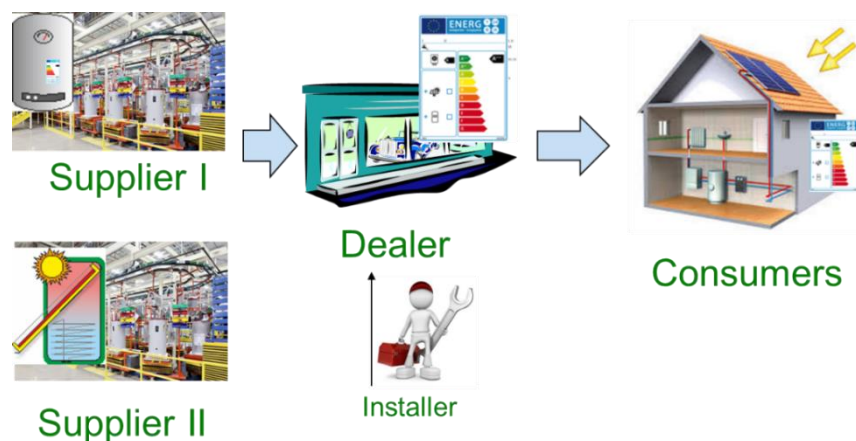 ENERG
Supplier I
Dealer
Consumers
Installer
Supplier II